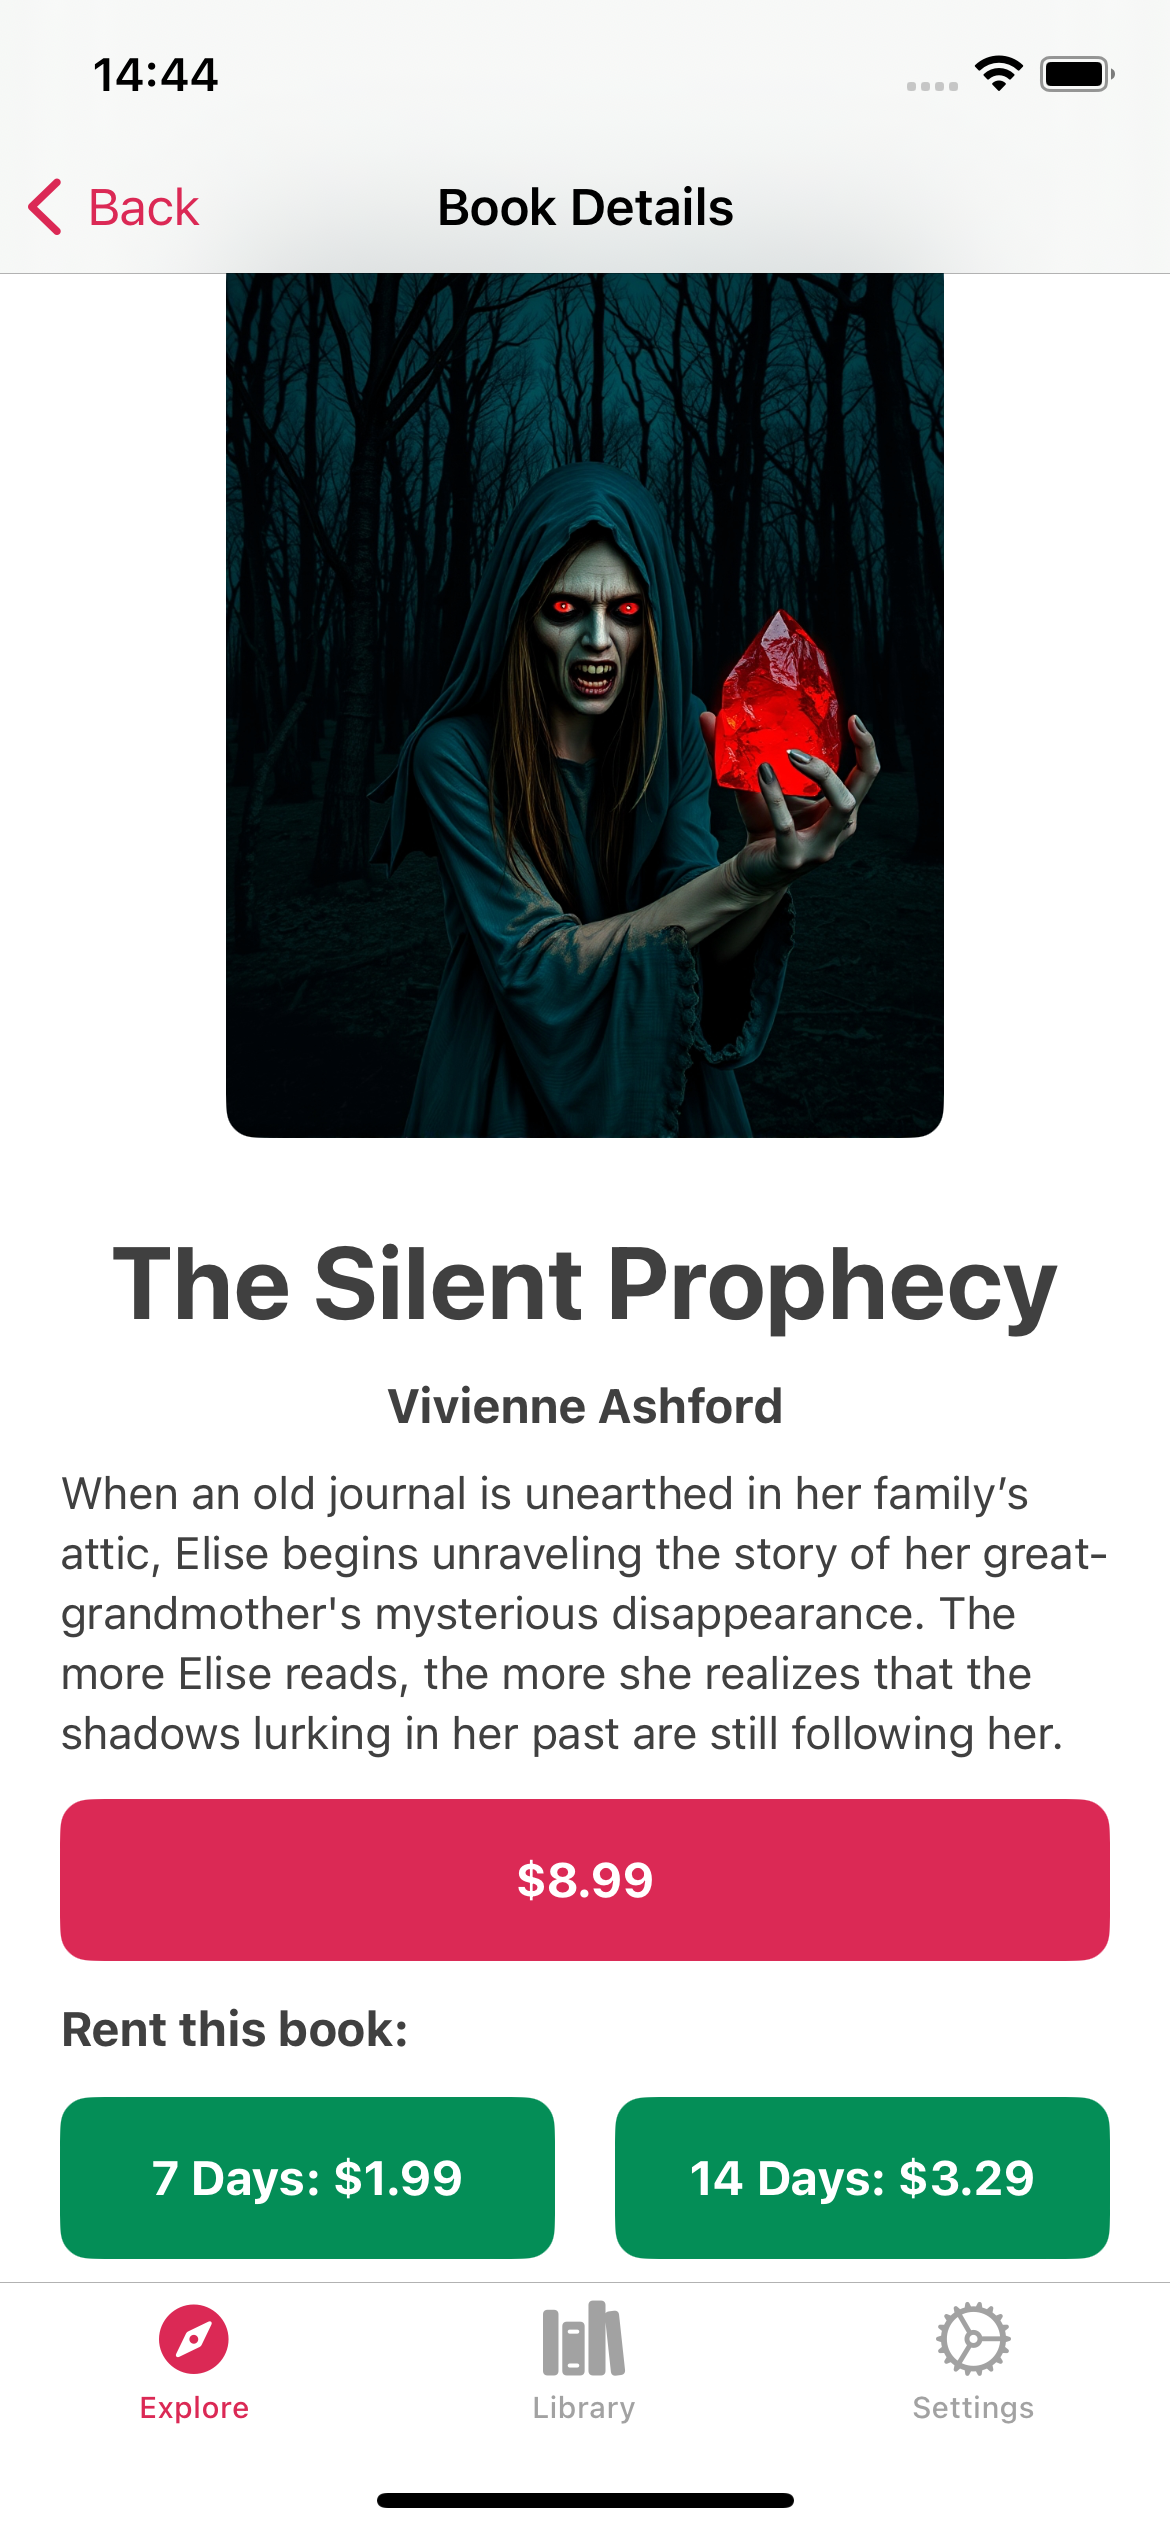 14:44
Back
Book Details
The Silent Prophecy
Vivienne Ashford
When an old journal is unearthed in her family’s
attic, Elise begins unraveling the story of her great-
grandmother's mysterious disappearance. The
more Elise reads, the more she realizes that the
shadows lurking in her past are still following her.
$8.99
Rent this book:
7 Days: $1.99
14 Days: $3.29
Explore
Library
Settings